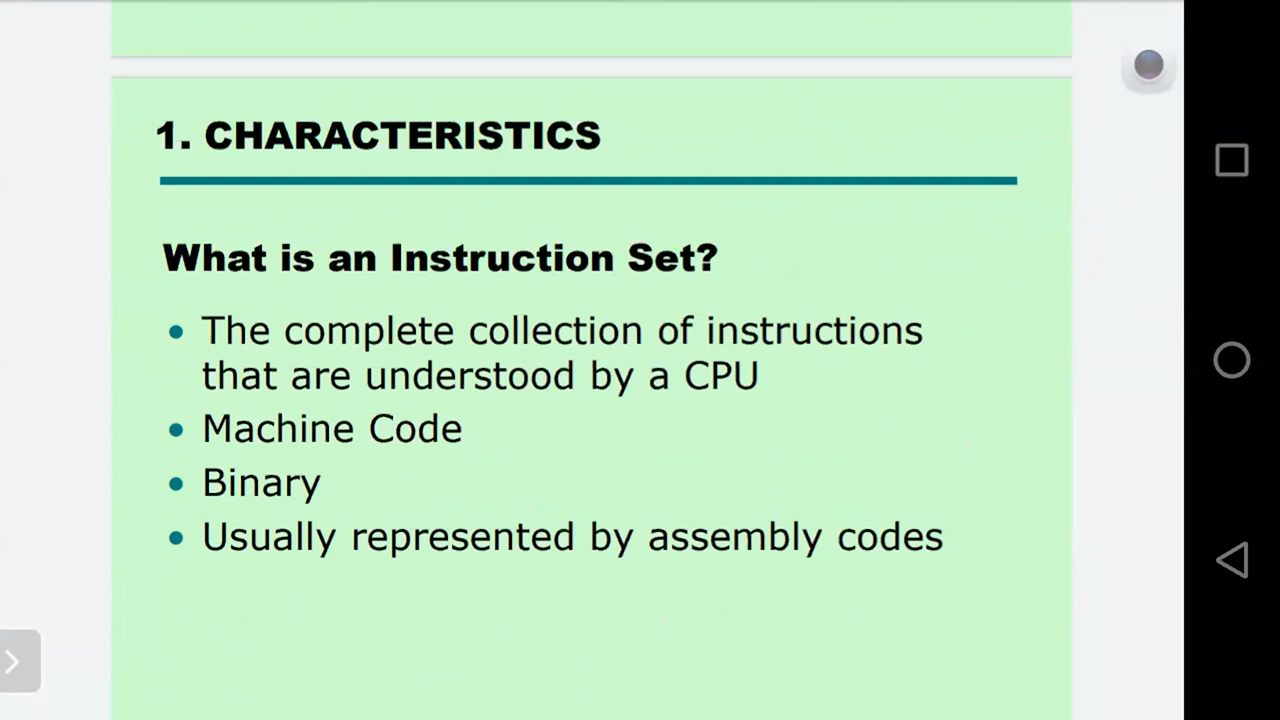 1. CHARACTERISTICS
What is an Instruction Set?
• The complete collection of instructions
that are understood by a CPU
• Machine Code
• Binary
• Usually represented by assembly codes